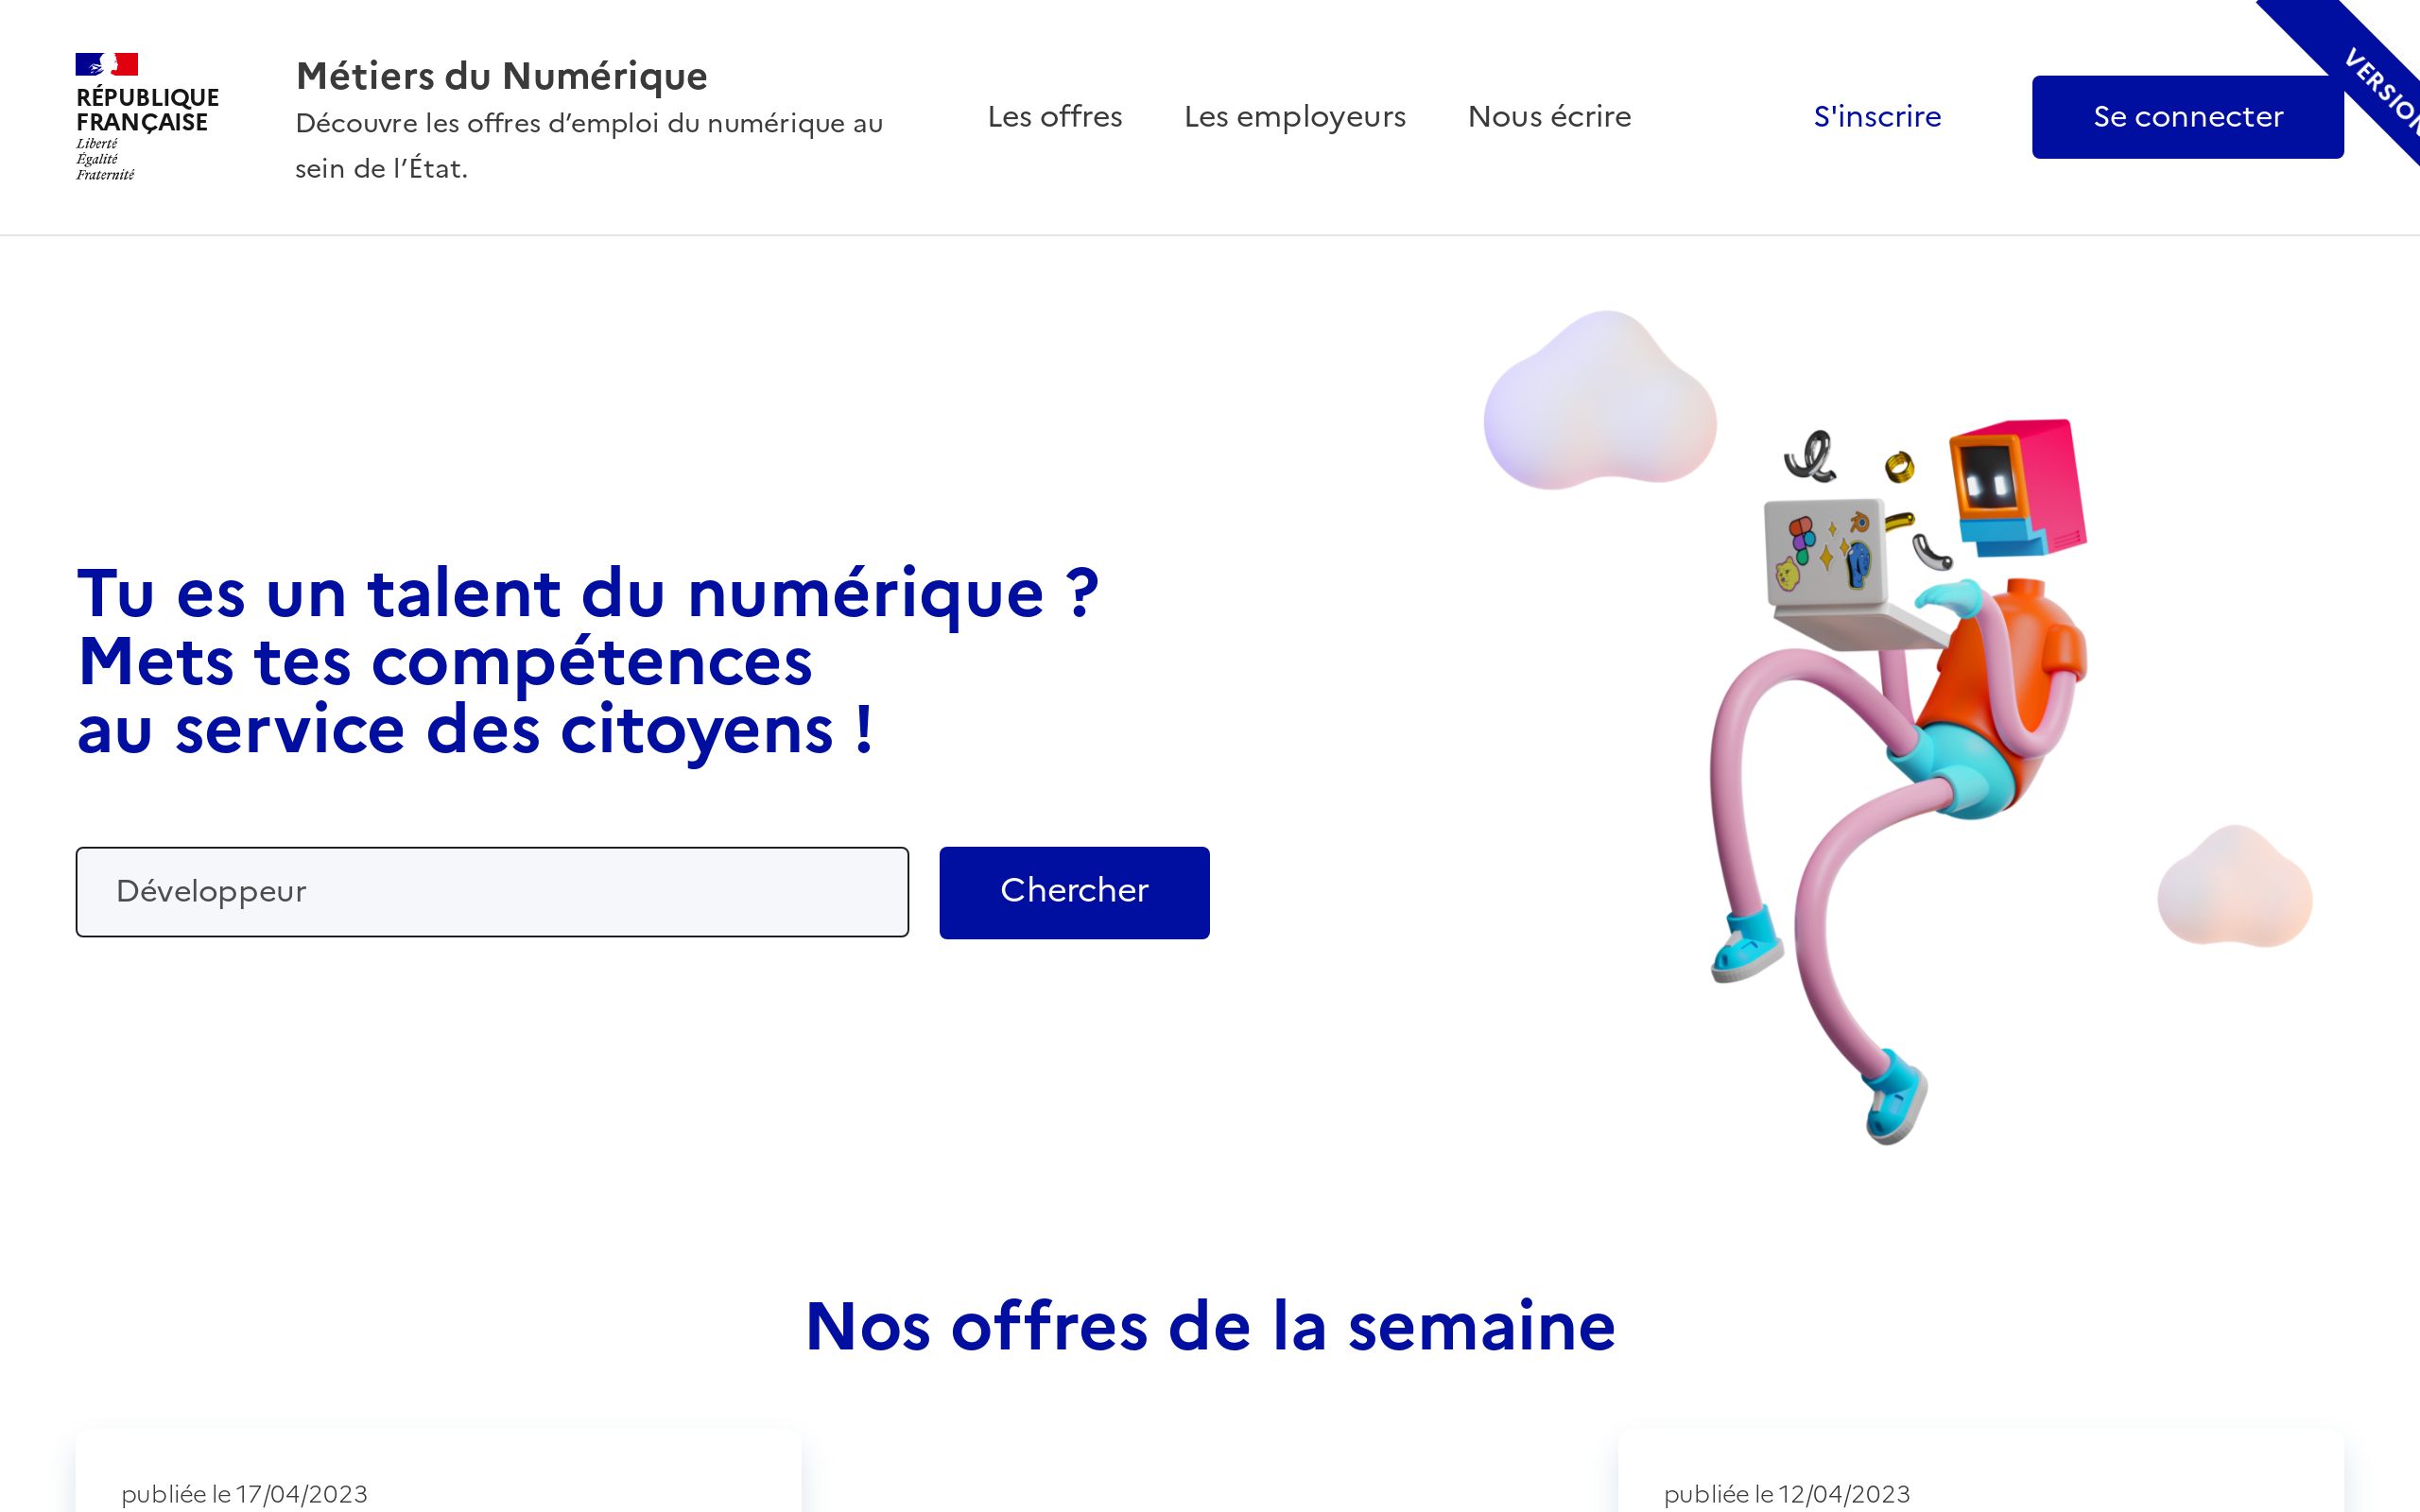 RÉPUBLIQUE
FRANÇAISE
Liberté
Égalité
Fraternité
Métiers du Numérique
Découvre les offres d’emploi du numérique au
sein de l’État.
Les offres
Les employeurs
Nous écrire
S'inscrire
Se connecter
VERSION
Tu es un talent du numérique ?
Mets tes compétences
au service des citoyens !
Développeur
Chercher
Nos offres de la semaine
publiée le 17/04/2023
publiée le 12/04/2023